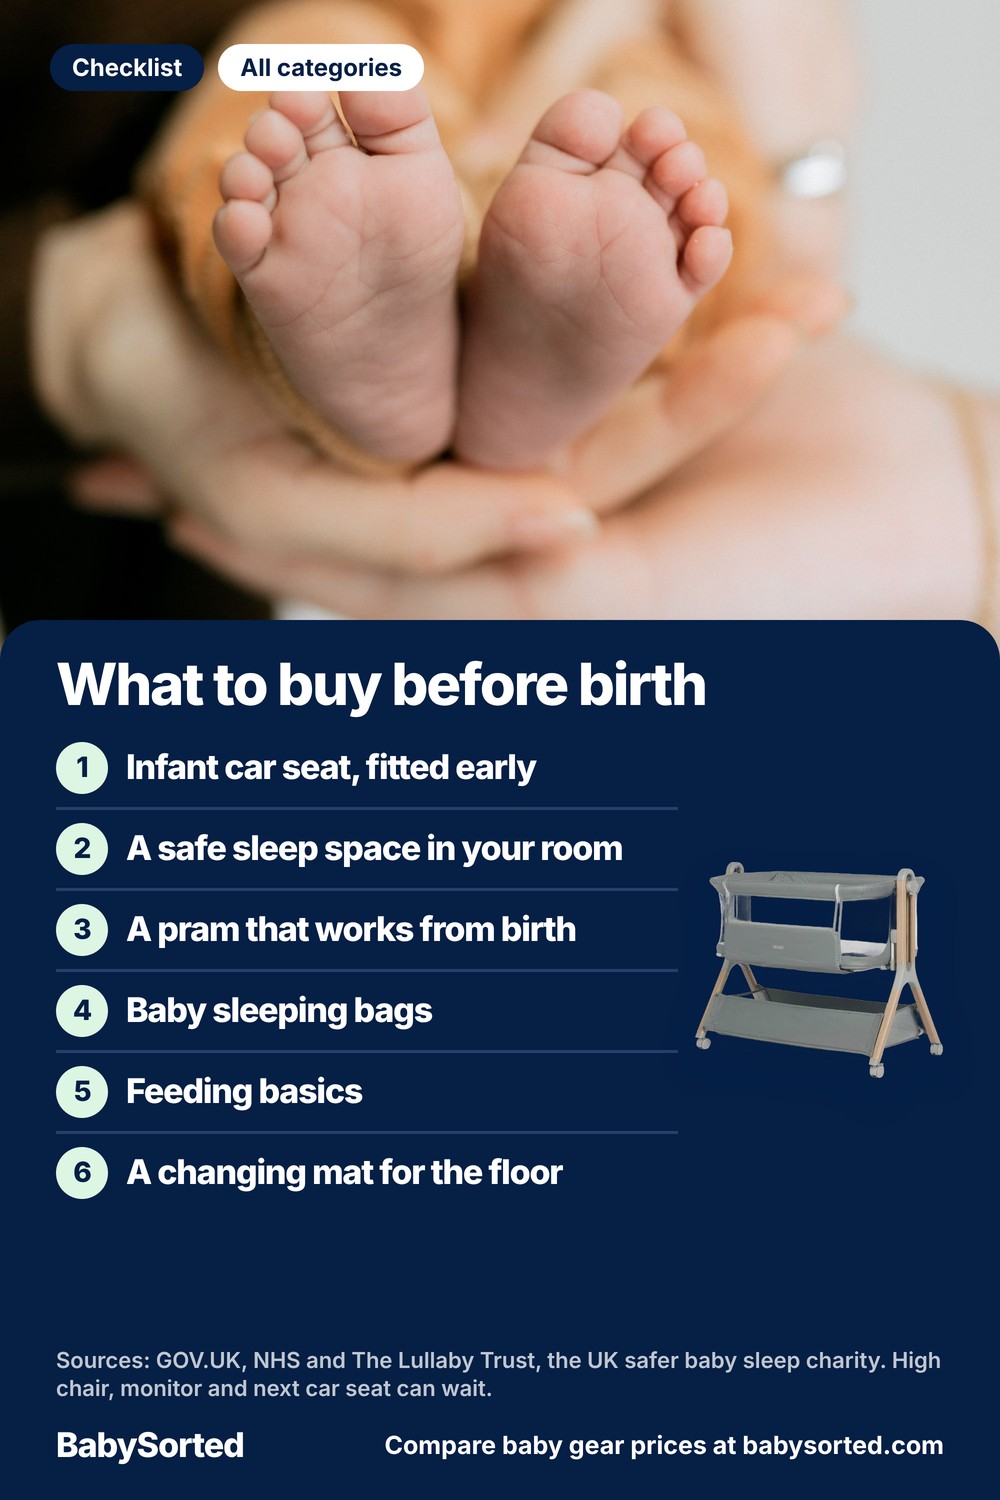 Checklist
All categories
What to buy before birth
1 Infant car seat, fitted early
2 A safe sleep space in your room
3 A pram that works from birth
4 Baby sleeping bags
5 Feeding basics
6 A changing mat for the floor
Sources: GOV.UK, NHS and The Lullaby Trust, the UK safer baby sleep charity. High
chair, monitor and next car seat can wait.
BabySorted
Compare baby gear prices at babysorted.com